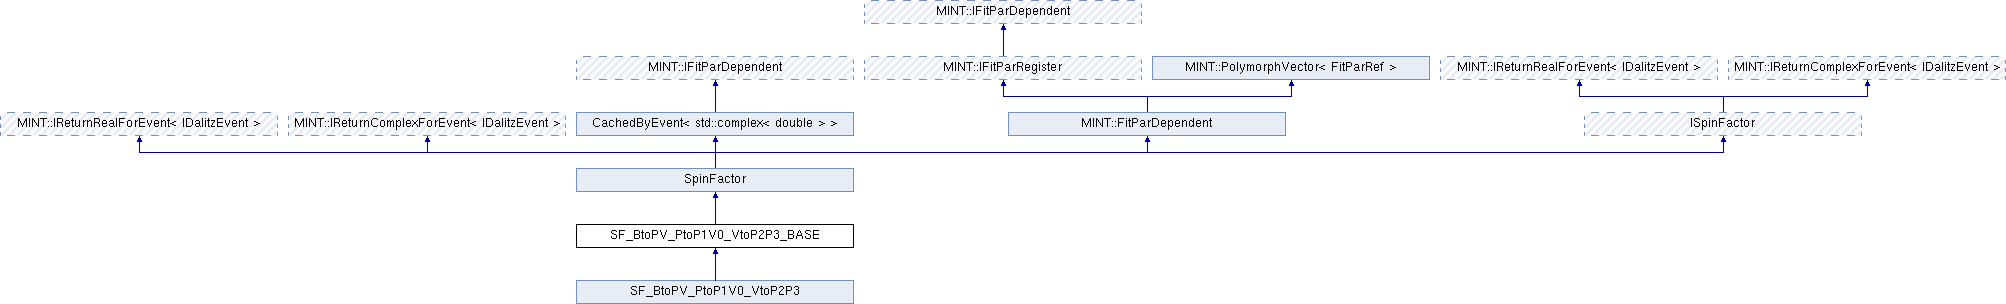 MINT::IFitParDependent
MINT::IFitParDependent
MINT::IFitParRegister
MINT::PolymorphVector< FitParRef >
MINT::IReturnRealForEvent< IDalitzEvent >
MINT::IReturnComplexForEvent< IDalitzEvent >
MINT::IReturnRealForEvent< IDalitzEvent >
MINT::IReturnComplexForEvent< IDalitzEvent >
CachedByEvent< std::complex< double > >
MINT::FitParDependent
ISpinFactor
SpinFactor
SF_BtoPV_PtoP1V0_VtoP2P3_BASE
SF_BtoPV_PtoP1V0_VtoP2P3